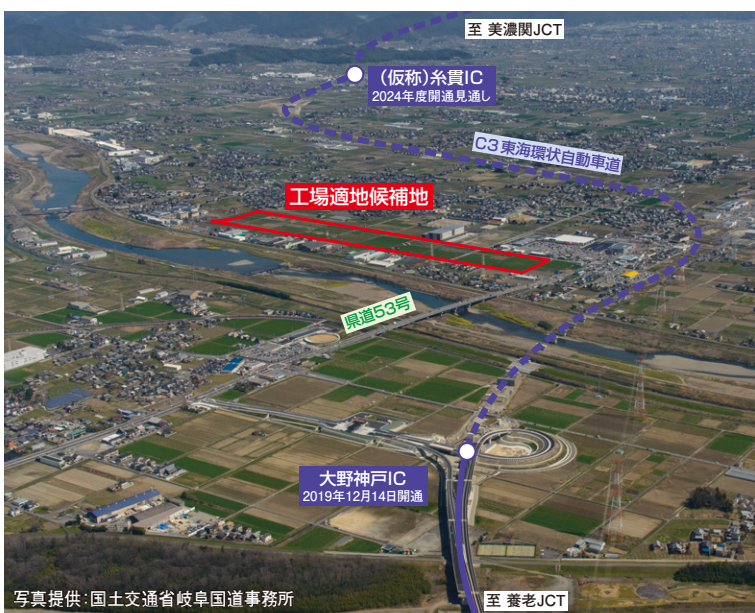 至 美濃関JCT
(仮称)糸貫IC
2024年度開通見通し
C3東海環状自動車道
工場適地候補地
県道53号
大野神戸IC
2019年12月14日開通
写真提供:国土交通省岐阜国道事務所
至 養老JCT